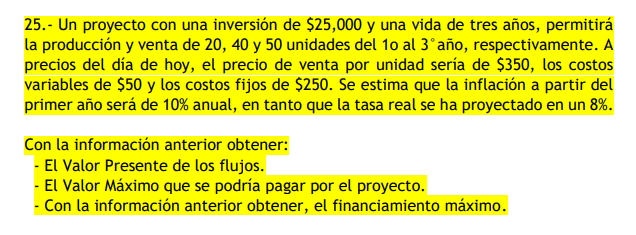 25.- Un proyecto con una inversión de $25,000 y una vida de tres años, permitirá
la producción y venta de 20, 40 y 50 unidades del 1o al 3°año, respectivamente. A
precios del día de hoy, el precio de venta por unidad sería de $350, los costos
variables de $50 y los costos fijos de $250. Se estima que la inflación a partir del
primer año será de 10% anual, en tanto que la tasa real se ha proyectado en un 8%.
Con la información anterior obtener:
- El Valor Presente de los flujos.
- El Valor Máximo que se podría pagar por el proyecto.
- Con la información anterior obtener, el financiamiento máximo.